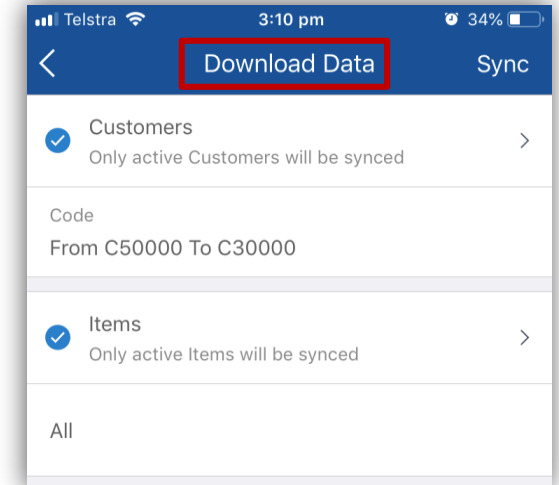 Telstra 3:10 pm 34%
Download Data Sync
Customers
Only active Customers will be synced
Code
From C50000 To C30000
Items
Only active Items will be synced
All